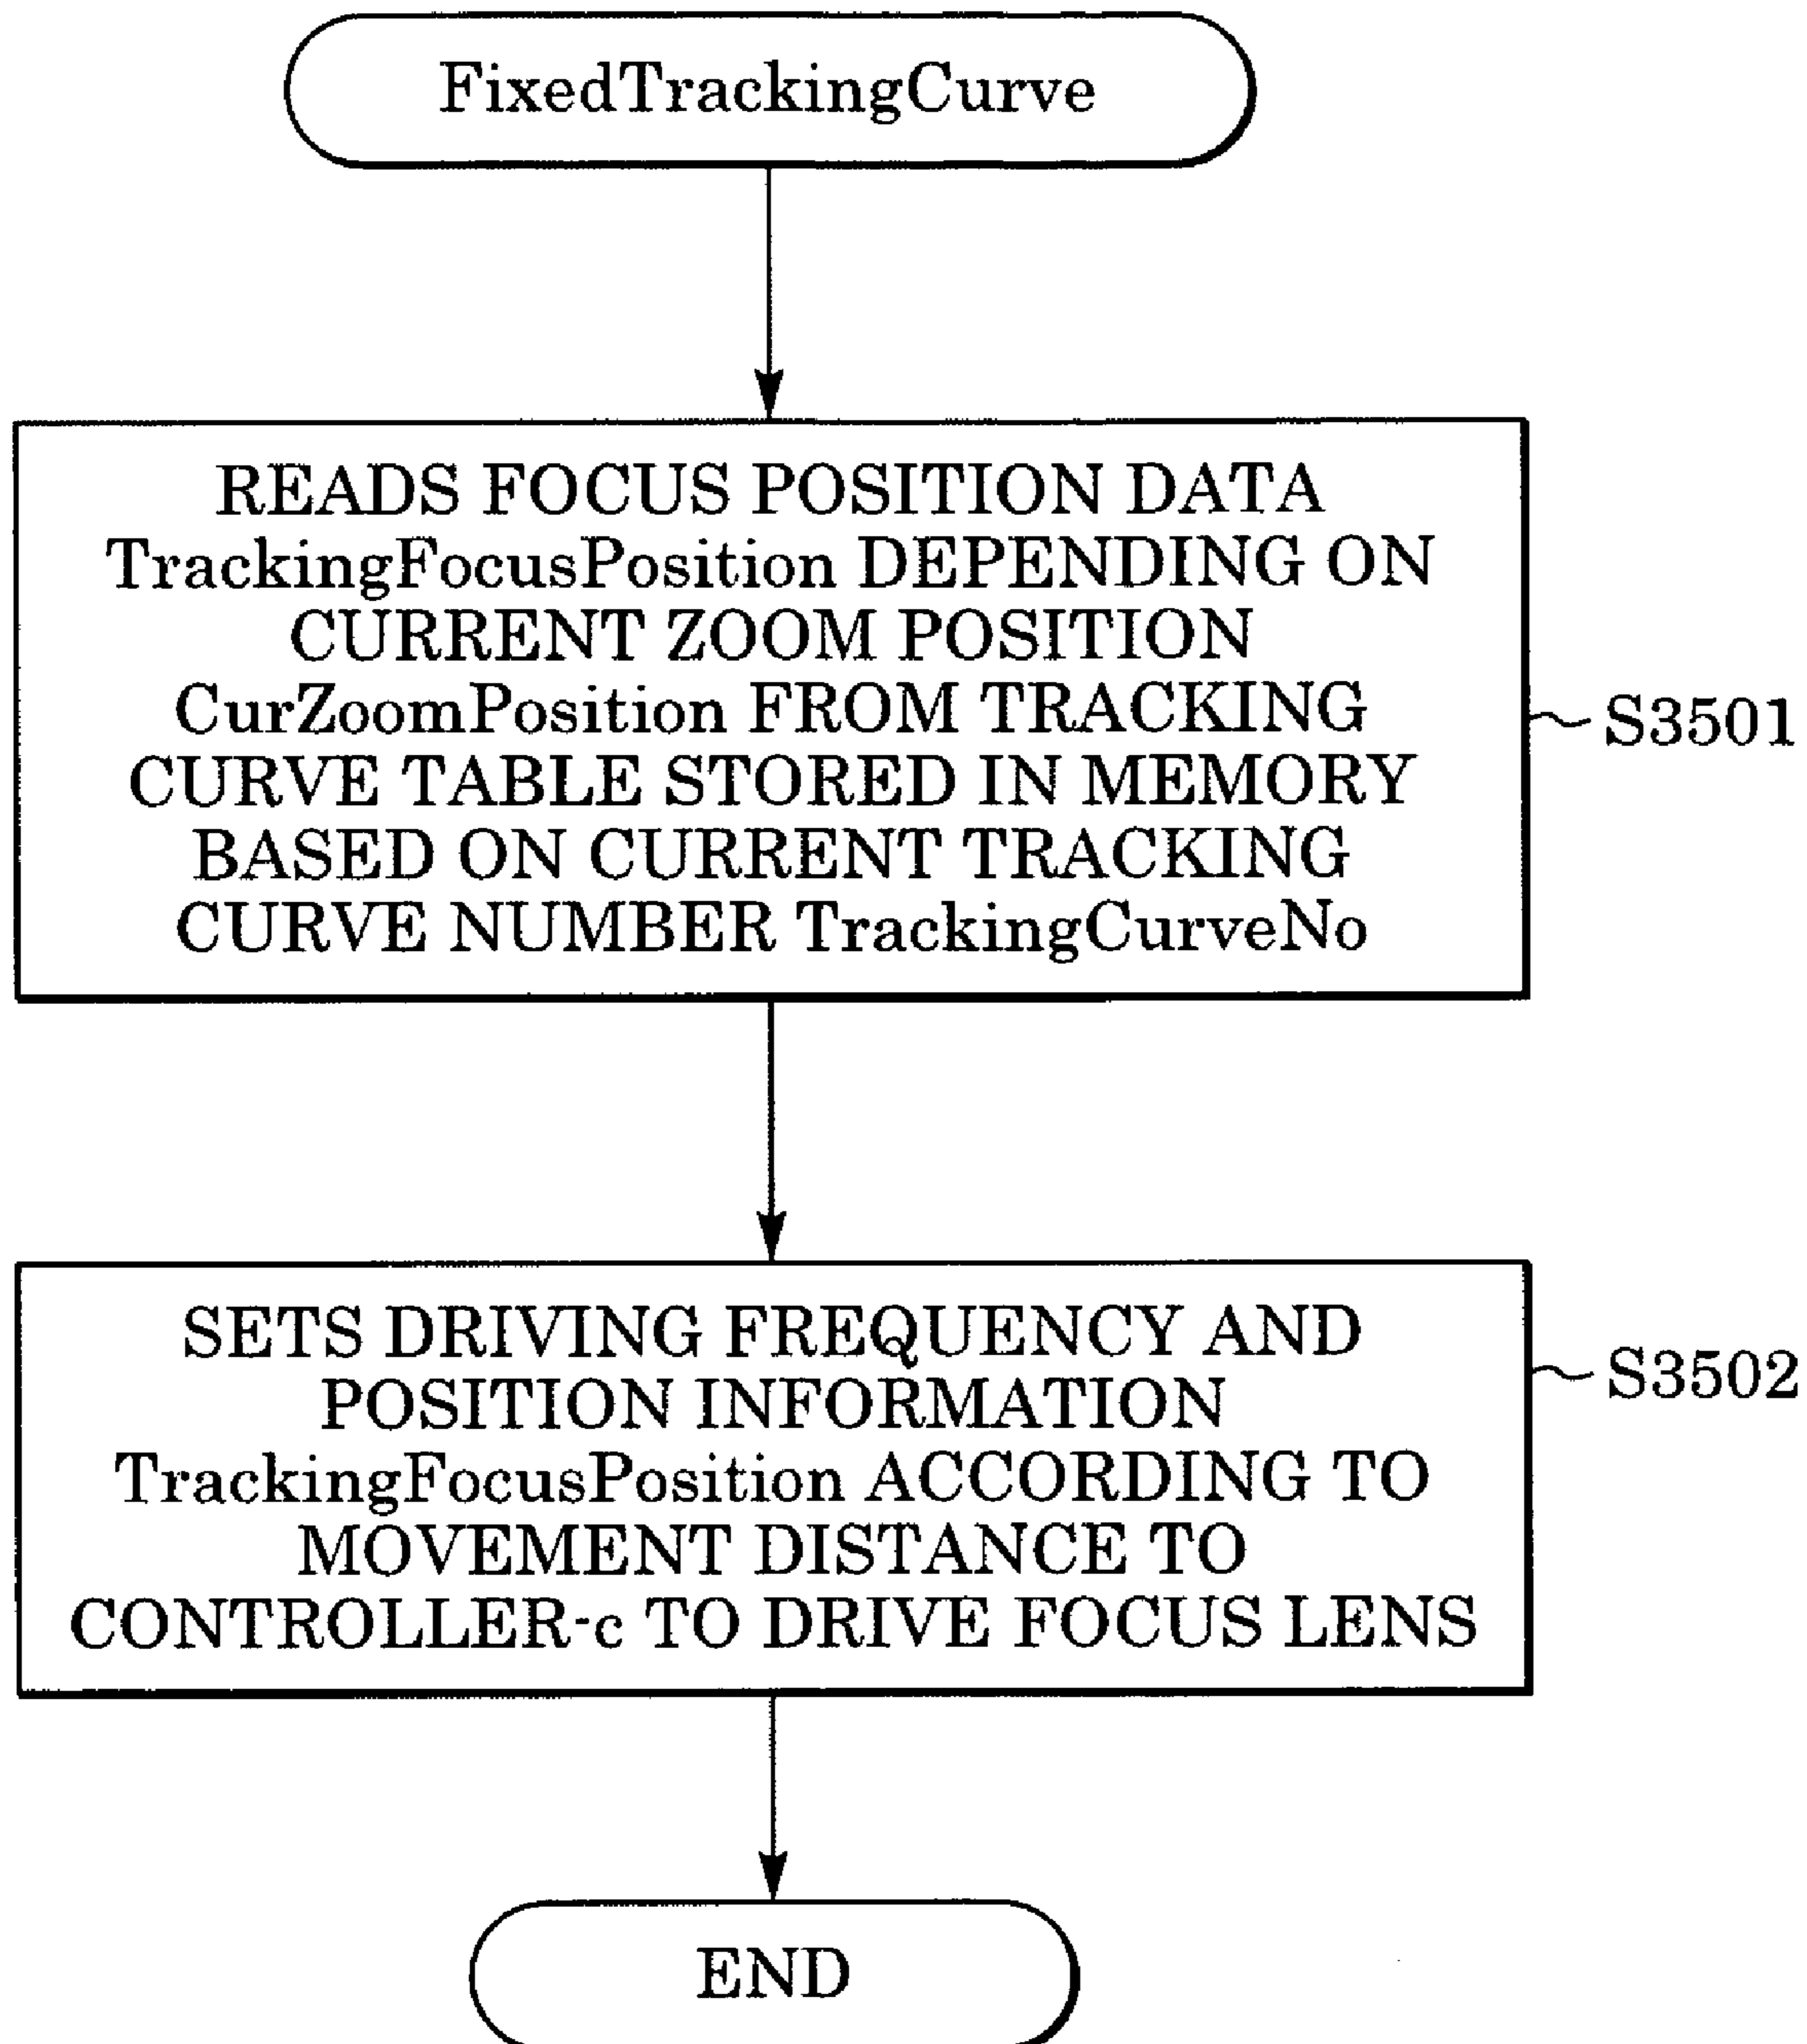 FixedTrackingCurve
READS FOCUS POSITION DATA
TrackingFocusPosition DEPENDING ON
CURRENT ZOOM POSITION
CurZoomPosition FROM TRACKING
CURVE TABLE STORED IN MEMORY
BASED ON CURRENT TRACKING
CURVE NUMBER TrackingCurveNo
S3501
SETS DRIVING FREQUENCY AND
POSITION INFORMATION
TrackingFocusPosition ACCORDING TO
MOVEMENT DISTANCE TO
CONTROLLER-c TO DRIVE FOCUS LENS
S3502
END